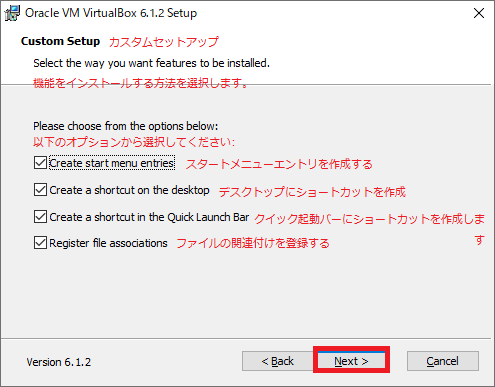 Oracle VM VirtualBox 6.1.2 Setup
Custom Setup カスタムセットアップ
Select the way you want features to be installed.
機能をインストールする方法を選択します。
Please choose from the options below:
以下のオプションから選択してください:
Create start menu entries スタートメニューエントリを作成する
Create a shortcut on the desktop デスクトップにショートカットを作成
Create a shortcut in the Quick Launch Bar クイック起動バーにショートカットを作成しま
す
Register file associations ファイルの関連付けを登録する
Version 6.1.2 < Back Next > Cancel